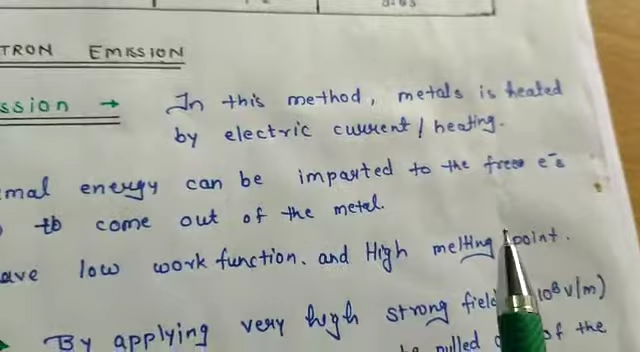 TRON EMISSION
ssion → In this method, metals is heated
by electric current/heating.
mal energy can be imparted to the free e⁻s
to come out of the metal.
ave low work function. and High melting point.
By applying very high strong field 10⁸ v/m)
be pulled of the